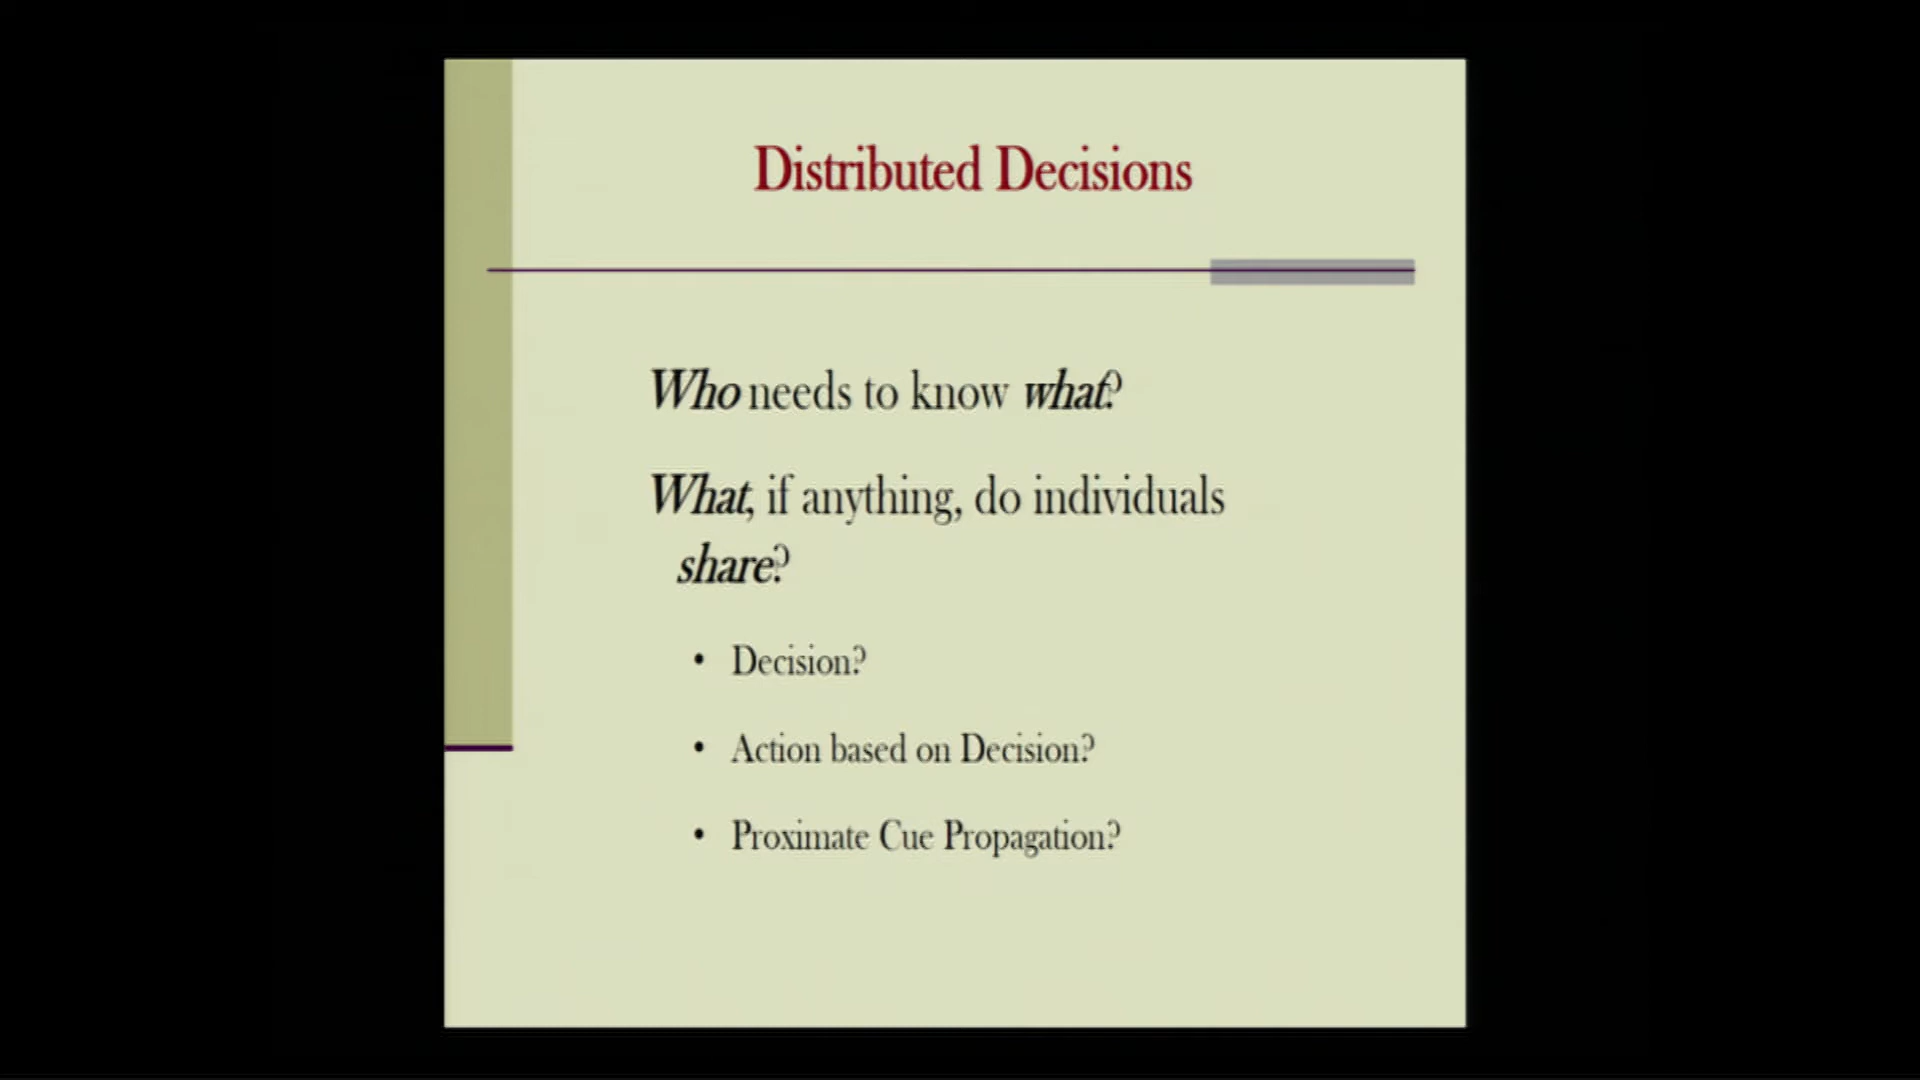 Distributed Decisions
Who needs to know what?
What, if anything, do individuals
share?
• Decision?
• Action based on Decision?
• Proximate Cue Propagation?